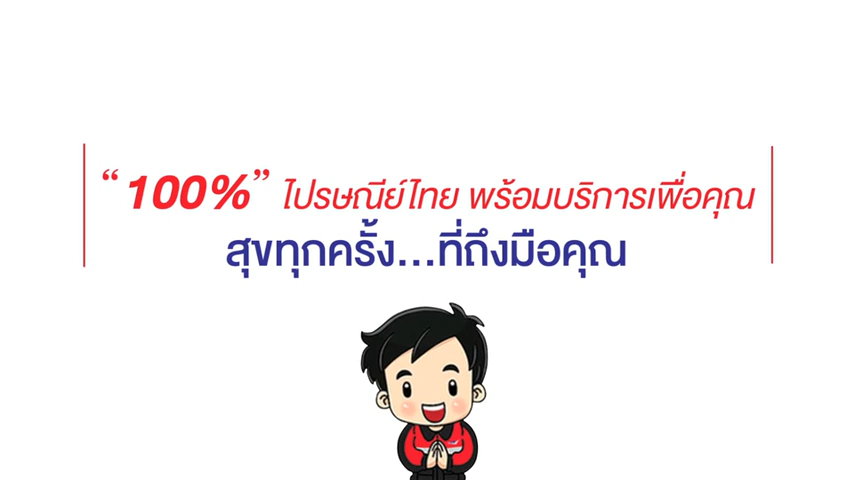 “100%” ไปรษณีย์ไทย พร้อมบริการเพื่อคุณ
สุขทุกครั้ง...ที่ถึงมือคุณ